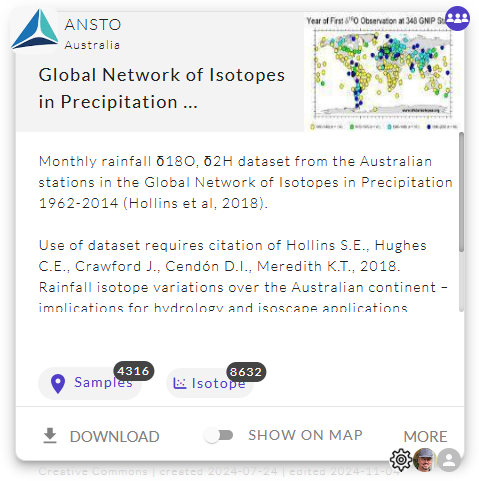 ANSTO
Australia
Year of First δ18O Observation at 348 GNIP St
Global Network of Isotopes
in Precipitation ...
Monthly rainfall δ18O, δ2H dataset from the Australian
stations in the Global Network of Isotopes in Precipitation
1962-2014 (Hollins et al, 2018).
Use of dataset requires citation of Hollins S.E., Hughes
C.E., Crawford J., Cendón D.I., Meredith K.T., 2018.
Rainfall isotope variations over the Australian continent –
implications for hydrology and isoscape applications
Samples 4316
Isotope 8632
DOWNLOAD
SHOW ON MAP
MORE
Creative Commons | created 2024-07-24 | edited 2024-11-0